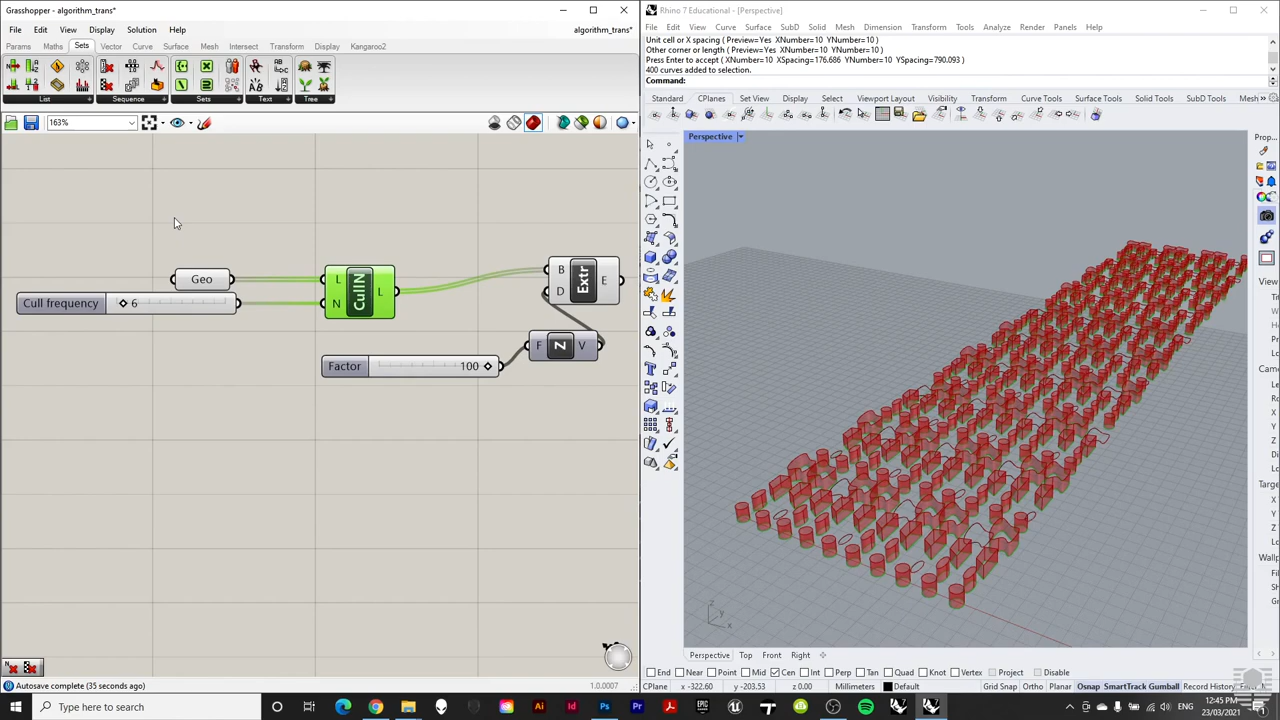 Grasshopper - algorithm_trans*
File Edit View Display Solution Help
algorithm_trans*
Params Maths Sets Vector Curve Surface Mesh Intersect Transform Display Kangaroo2
List Sequence Sets Text Tree
163%
Geo
Cull frequency 6
L N CullN L
B D Extr E
F Z V
Factor 100
Autosave complete (35 seconds ago)
1.0.0007
Rhino 7 Educational - [Perspective]
File Edit View Curve Surface SubD Solid Mesh Dimension Transform Tools Analyze Render Panels Help
Unit cell or X spacing ( Preview=Yes XNumber=10 YNumber=10 )
Other corner or length ( Preview=Yes XNumber=10 YNumber=10 )
Press Enter to accept ( XNumber=10 XSpacing=176.686 YNumber=10 YSpacing=790.093 )
400 curves added to selection.
Command:
Standard CPlanes Set View Display Select Viewport Layout Visibility Transform Curve Tools Surface Tools Solid Tools SubD Tools Mesh
Perspective
Prop...
z y x
Perspective Top Front Right
End Near Point Mid Cen Int Perp Tan Quad Knot Vertex Project Disable
CPlane x -322.60 y -203.53 z 0.00 Millimeters Default Grid Snap Ortho Planar Osnap SmartTrack Gumball Record History
Type here to search
12:45 PM
23/03/2021